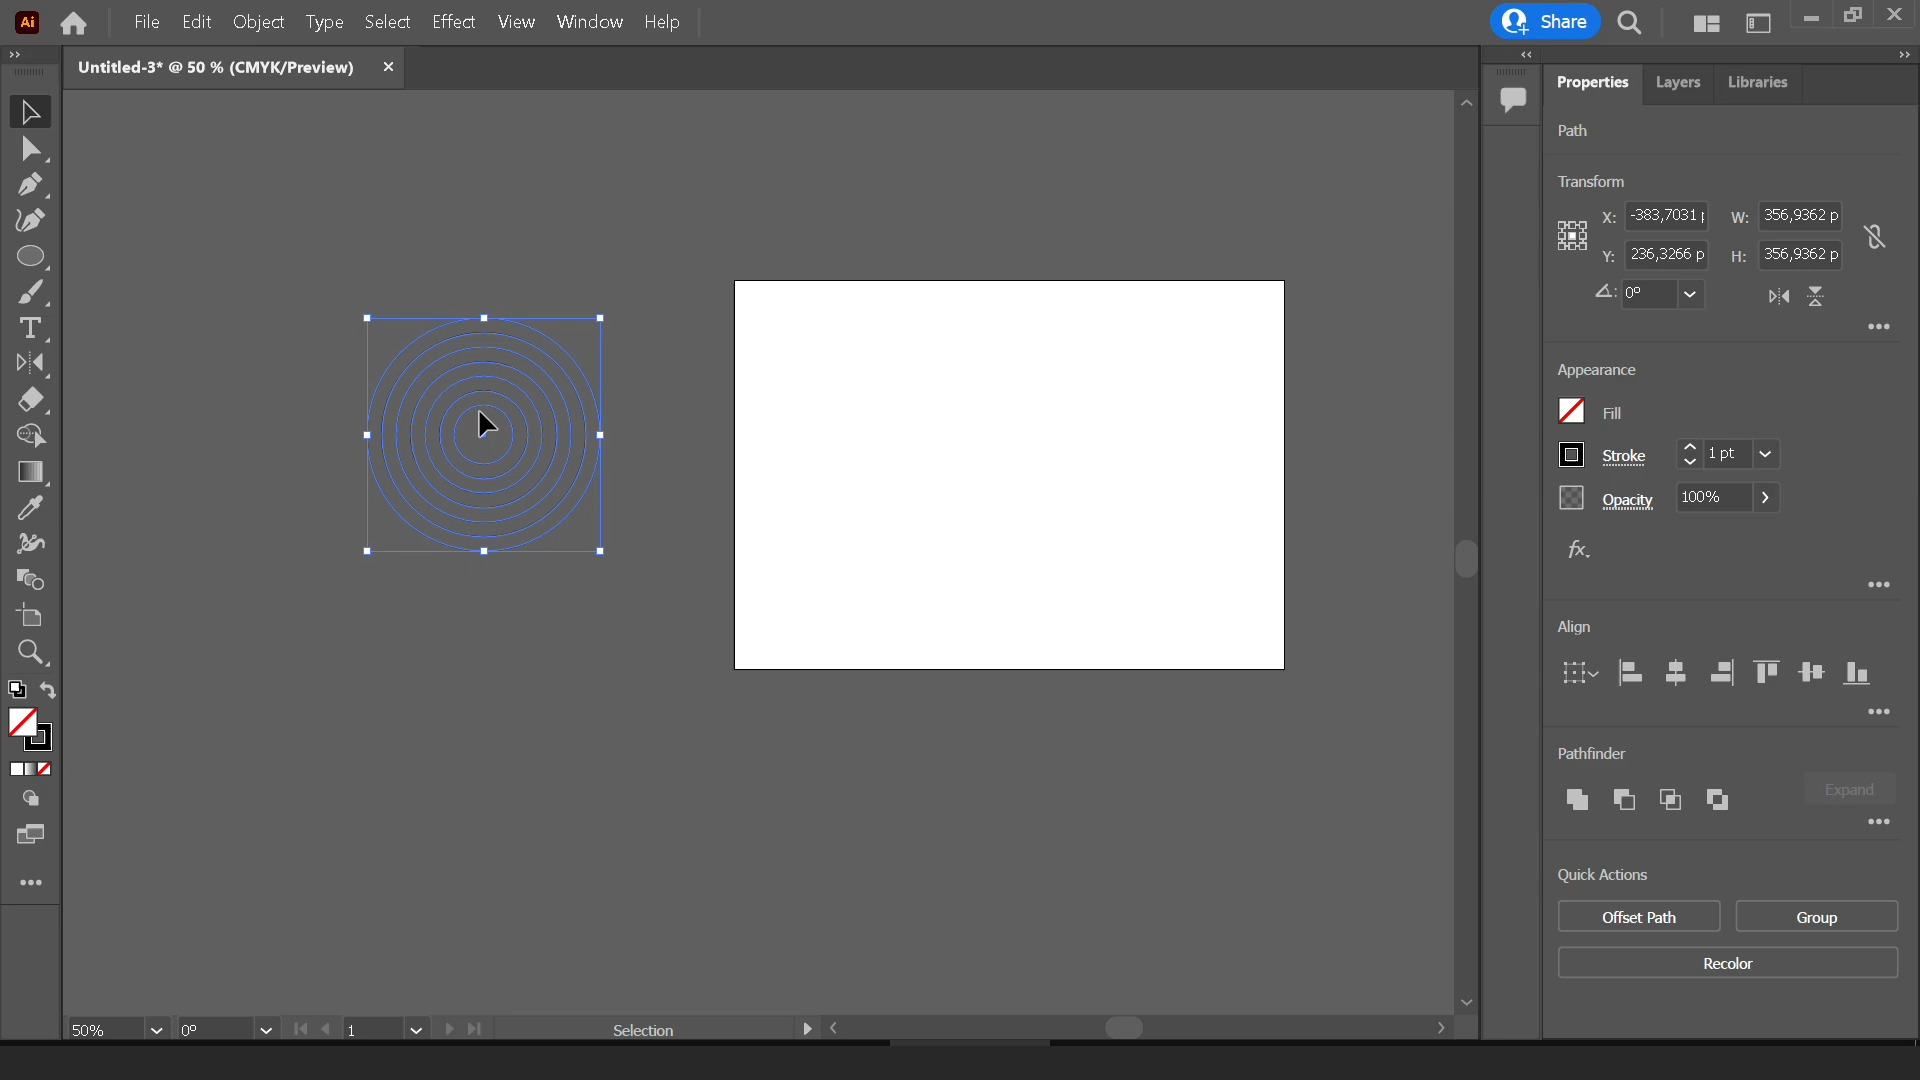 Ai File Edit Object Type Select Effect View Window Help Share
Untitled-3* @ 50 % (CMYK/Preview)
Properties Layers Libraries
Path
Transform
X: -383,7031 W: 356,9362 p
Y: 236,3266 p H: 356,9362 p
0°
Appearance
Fill
Stroke 1 pt
Opacity 100%
fx.
Align
Pathfinder
Expand
Quick Actions
Offset Path Group
Recolor
50% 0° 1 Selection